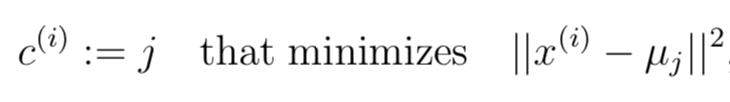 c^{(i)} := j that minimizes ||x^{(i)} − μ_j||^2,